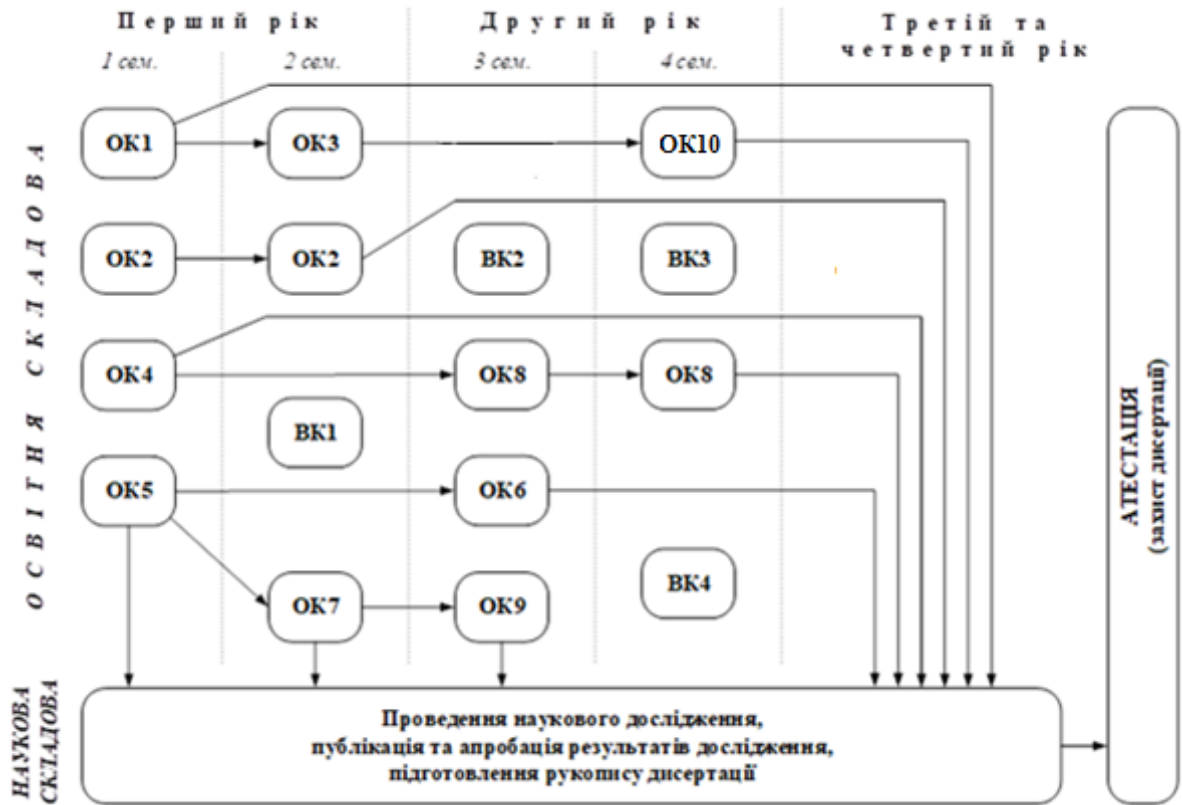 Перший рік
Другий рік
Третій та
четвертий рік
1 сем.
2 сем.
3 сем.
4 сем.
ОСВІТНЯ СКЛАДОВА
ОК1
ОК3
ОК10
ОК2
ОК2
ВК2
ВК3
ОК4
ОК8
ОК8
ВК1
ОК5
ОК6
ВК4
ОК7
ОК9
НАУКОВА
СКЛАДОВА
Проведення наукового дослідження,
публікація та апробація результатів дослідження,
підготовлення рукопису дисертації
АТЕСТАЦІЯ
(захист дисертації)